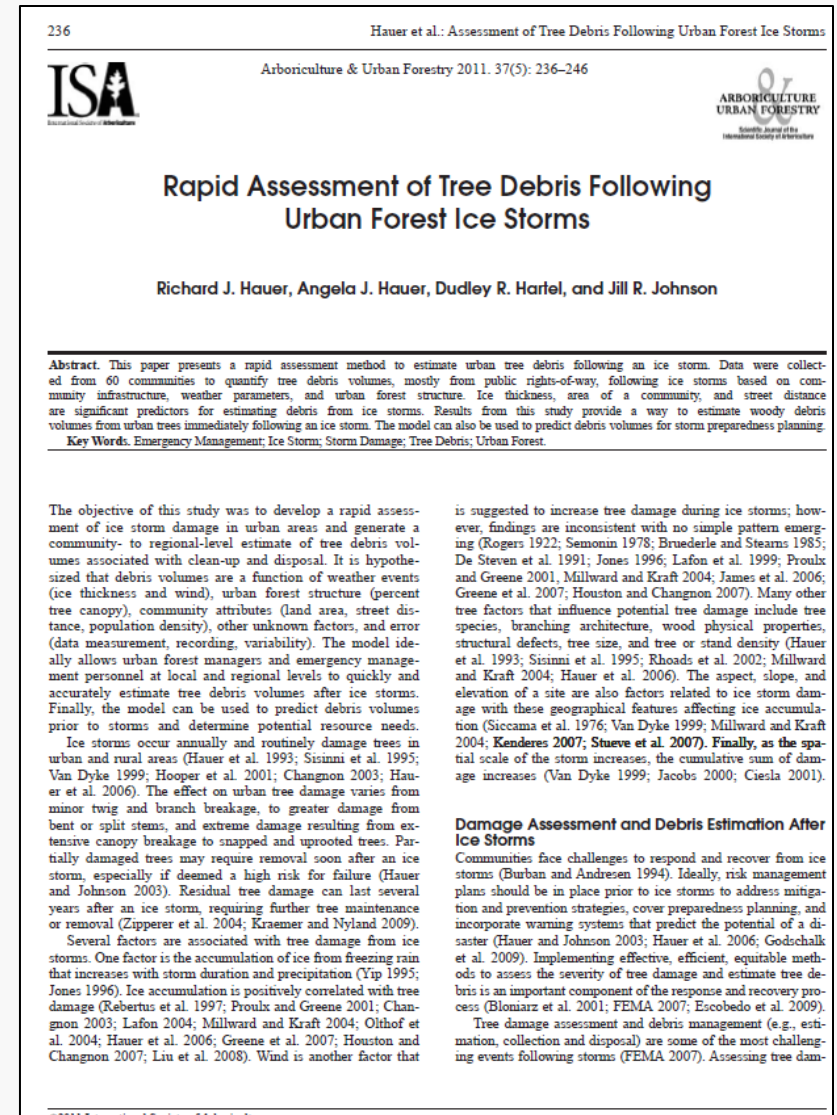 236
Hauer et al.: Assessment of Tree Debris Following Urban Forest Ice Storms
ISA
International Society of Arboriculture
Arboriculture & Urban Forestry 2011. 37(5): 236–246
&
ARBORICULTURE
URBAN FORESTRY
Scientific Journal of the
International Society of Arboriculture
Rapid Assessment of Tree Debris Following
Urban Forest Ice Storms
Richard J. Hauer, Angela J. Hauer, Dudley R. Hartel, and Jill R. Johnson
Abstract. This paper presents a rapid assessment method to estimate urban tree debris following an ice storm. Data were collect-
ed from 60 communities to quantify tree debris volumes, mostly from public rights-of-way, following ice storms based on com-
munity infrastructure, weather parameters, and urban forest structure. Ice thickness, area of a community, and street distance
are significant predictors for estimating debris from ice storms. Results from this study provide a way to estimate woody debris
volumes from urban trees immediately following an ice storm. The model can also be used to predict debris volumes for storm preparedness planning.
Key Words. Emergency Management; Ice Storm; Storm Damage; Tree Debris; Urban Forest.
The objective of this study was to develop a rapid assess-
ment of ice storm damage in urban areas and generate a
community- to regional-level estimate of tree debris vol-
umes associated with clean-up and disposal. It is hypothe-
sized that debris volumes are a function of weather events
(ice thickness and wind), urban forest structure (percent
tree canopy), community attributes (land area, street dis-
tance, population density), other unknown factors, and error
(data measurement, recording, variability). The model ide-
ally allows urban forest managers and emergency manage-
ment personnel at local and regional levels to quickly and
accurately estimate tree debris volumes after ice storms.
Finally, the model can be used to predict debris volumes
prior to storms and determine potential resource needs.
Ice storms occur annually and routinely damage trees in
urban and rural areas (Hauer et al. 1993; Sisinni et al. 1995;
Van Dyke 1999; Hooper et al. 2001; Changnon 2003; Hau-
er et al. 2006). The effect on urban tree damage varies from
minor twig and branch breakage, to greater damage from
bent or split stems, and extreme damage resulting from ex-
tensive canopy breakage to snapped and uprooted trees. Par-
tially damaged trees may require removal soon after an ice
storm, especially if deemed a high risk for failure (Hauer
and Johnson 2003). Residual tree damage can last several
years after an ice storm, requiring further tree maintenance
or removal (Zipperer et al. 2004; Kraemer and Nyland 2009).
Several factors are associated with tree damage from ice
storms. One factor is the accumulation of ice from freezing rain
that increases with storm duration and precipitation (Yip 1995;
Jones 1996). Ice accumulation is positively correlated with tree
damage (Rebertus et al. 1997; Proulx and Greene 2001; Chan-
gnon 2003; Lafon 2004; Millward and Kraft 2004; Olthof et
al. 2004; Hauer et al. 2006; Greene et al. 2007; Houston and
Changnon 2007; Liu et al. 2008). Wind is another factor that
is suggested to increase tree damage during ice storms; how-
ever, findings are inconsistent with no simple pattern emerg-
ing (Rogers 1922; Semonin 1978; Bruederle and Stearns 1985;
De Steven et al. 1991; Jones 1996; Lafon et al. 1999; Proulx
and Greene 2001, Millward and Kraft 2004; James et al. 2006;
Greene et al. 2007; Houston and Changnon 2007). Many other
tree factors that influence potential tree damage include tree
species, branching architecture, wood physical properties,
structural defects, tree size, and tree or stand density (Hauer
et al. 1993; Sisinni et al. 1995; Rhoads et al. 2002; Millward
and Kraft 2004; Hauer et al. 2006). The aspect, slope, and
elevation of a site are also factors related to ice storm dam-
age with these geographical features affecting ice accumula-
tion (Siccama et al. 1976; Van Dyke 1999; Millward and Kraft
2004; Kenderes 2007; Stueve et al. 2007). Finally, as the spa-
tial scale of the storm increases, the cumulative sum of dam-
age increases (Van Dyke 1999; Jacobs 2000; Ciesla 2001).
Damage Assessment and Debris Estimation After
Ice Storms
Communities face challenges to respond and recover from ice
storms (Burban and Andresen 1994). Ideally, risk management
plans should be in place prior to ice storms to address mitiga-
tion and prevention strategies, cover preparedness planning, and
incorporate warning systems that predict the potential of a di-
saster (Hauer and Johnson 2003; Hauer et al. 2006; Godschalk
et al. 2009). Implementing effective, efficient, equitable meth-
ods to assess the severity of tree damage and estimate tree de-
bris is an important component of the response and recovery pro-
cess (Bloniarz et al. 2001; FEMA 2007; Escobedo et al. 2009).
Tree damage assessment and debris management (e.g., esti-
mation, collection and disposal) are some of the most challeng-
ing events following storms (FEMA 2007). Assessing tree dam-